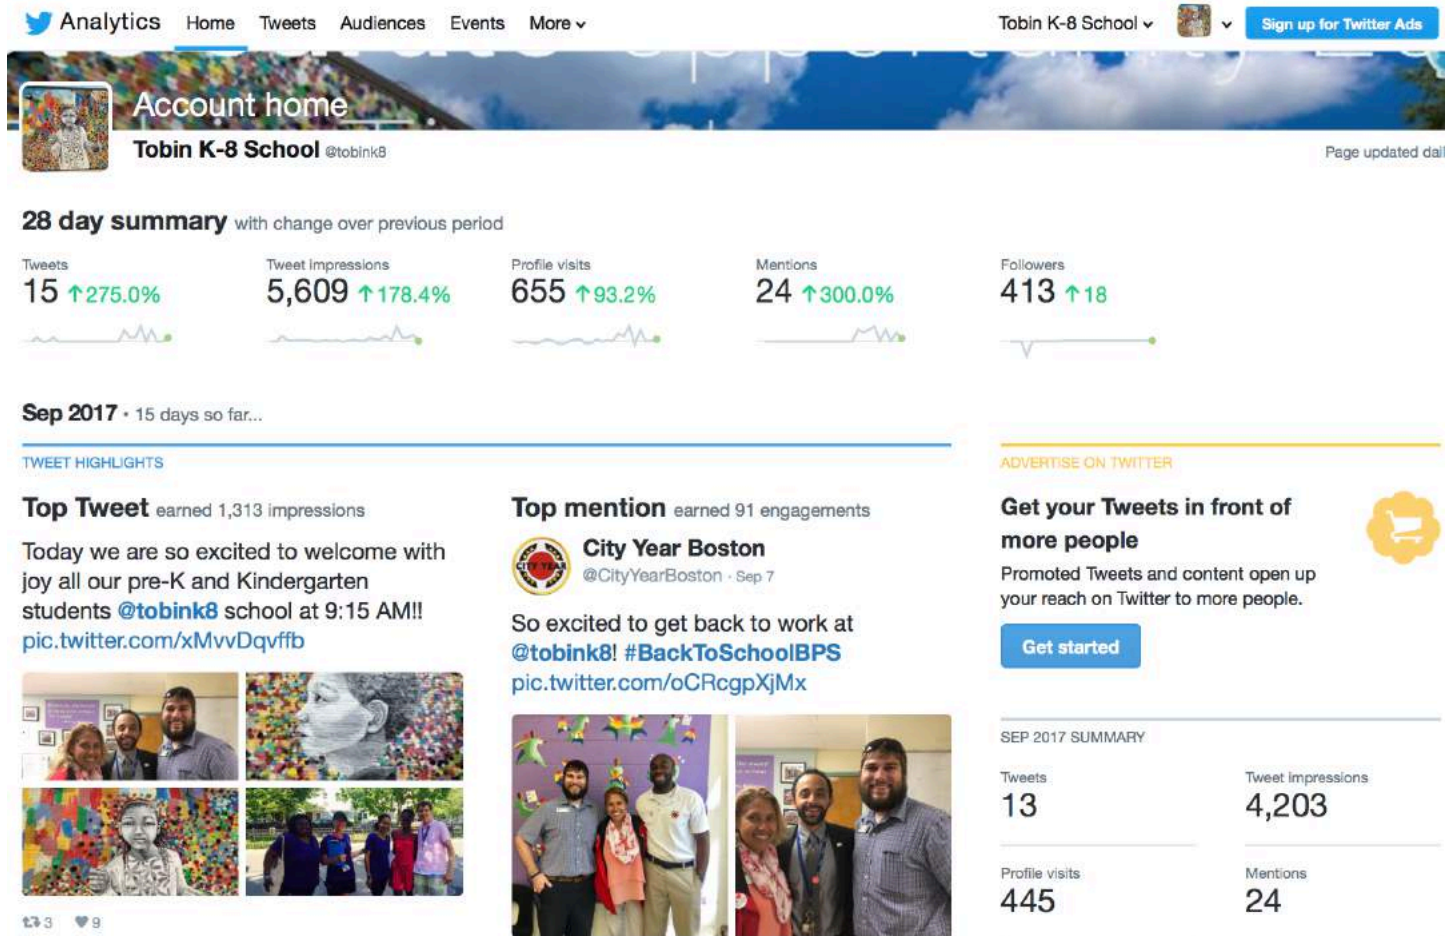 Analytics Home Tweets Audiences Events More Tobin K-8 School Sign up for Twitter Ads
Account home
Tobin K-8 School @tobink8
Page updated dail
28 day summary with change over previous period
Tweets Tweet impressions Profile visits Mentions Followers
15 ↑275.0% 5,609 ↑178.4% 655 ↑93.2% 24 ↑300.0% 413 ↑18
Sep 2017 · 15 days so far...
TWEET HIGHLIGHTS
Top Tweet earned 1,313 impressions
Today we are so excited to welcome with
joy all our pre-K and Kindergarten
students @tobink8 school at 9:15 AM!!
pic.twitter.com/xMvvDqvffb
3 9
Top mention earned 91 engagements
CITY YEAR
City Year Boston
@CityYearBoston · Sep 7
So excited to get back to work at
@tobink8! #BackToSchoolBPS
pic.twitter.com/oCRcgpXjMx
ADVERTISE ON TWITTER
Get your Tweets in front of
more people
Promoted Tweets and content open up
your reach on Twitter to more people.
Get started
SEP 2017 SUMMARY
Tweets Tweet impressions
13 4,203
Profile visits Mentions
445 24